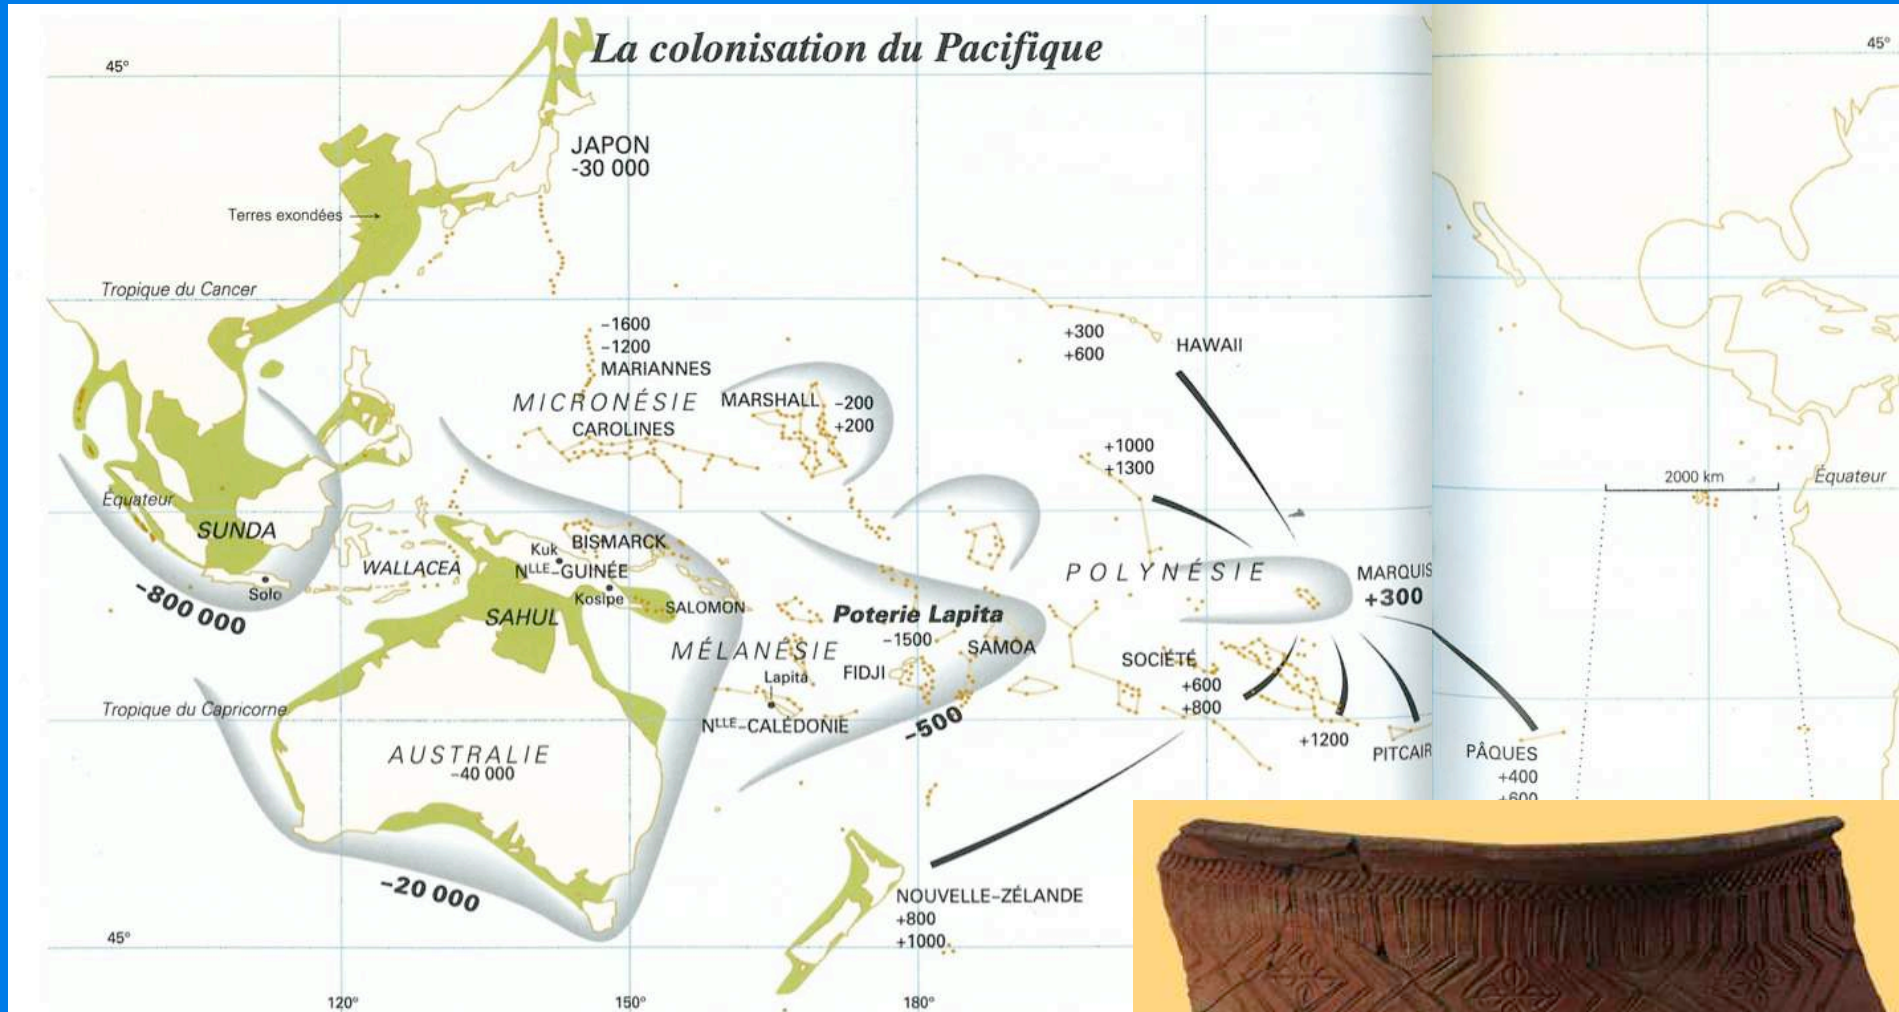 La colonisation du Pacifique
45°
45°
JAPON
-30 000
Terres exondées
Tropique du Cancer
-1600
-1200
MARIANNES
MICRONÉSIE
CAROLINES
MARSHALL
-200
+200
+300
+600
HAWAII
+1000
+1300
2000 km
Équateur
Équateur
SUNDA
Solo
-800 000
WALLACEA
BISMARCK
Kuk
NLLE-GUINÉE
Kosipe
SALOMON
SAHUL
POLYNÉSIE
MARQUIS
+300
Poterie Lapita
-1500
SAMOA
MÉLANÉSIE
FIDJI
Lapita
NLLE-CALÉDONIE
-500
SOCIÉTÉ
+600
+800
+1200
PITCAIR
PÂQUES
+400
+600
Tropique du Capricorne
AUSTRALIE
-40 000
-20 000
NOUVELLE-ZÉLANDE
+800
+1000
45°
120°
150°
180°